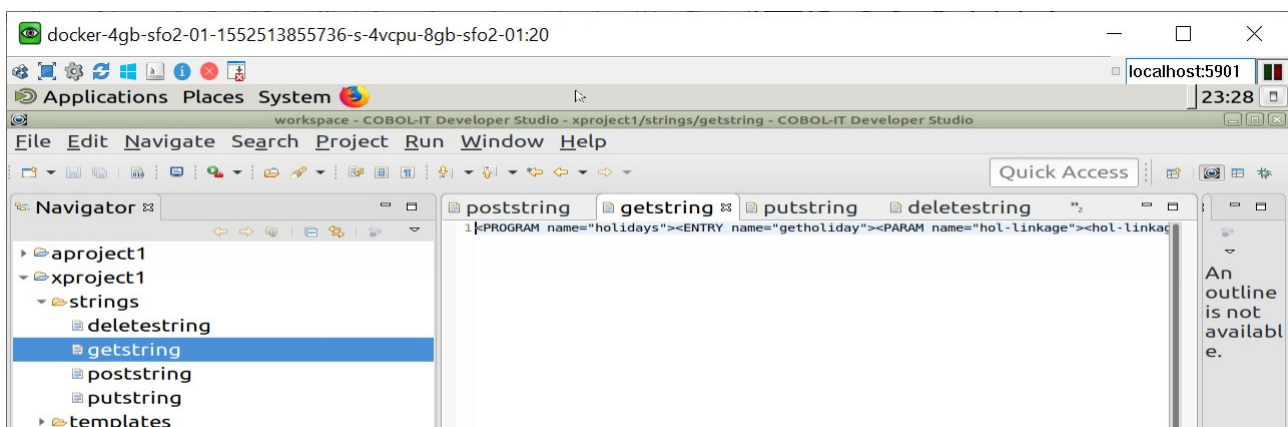 docker-4gb-sfo2-01-1552513855736-s-4vcpu-8gb-sfo2-01:20
localhost:5901
Applications Places System
23:28
workspace - COBOL-IT Developer Studio - xproject1/strings/getstring - COBOL-IT Developer Studio
File Edit Navigate Search Project Run Window Help
Quick Access
Navigator
poststring getstring putstring deletestring »2
1 <PROGRAM name="holidays"><ENTRY name="getholiday"><PARAM name="hol-linkage"><hol-linkag
aproject1
xproject1
strings
deletestring
getstring
poststring
putstring
templates
An
outline
is not
availabl
e.